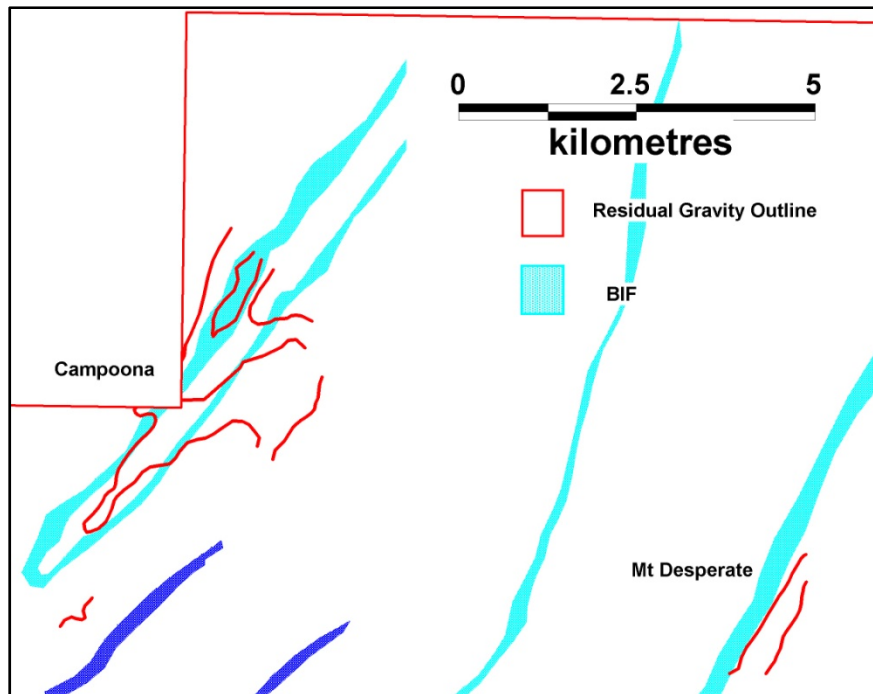 0 2.5 5
kilometres
Residual Gravity Outline
BIF
Campoona
Mt Desperate